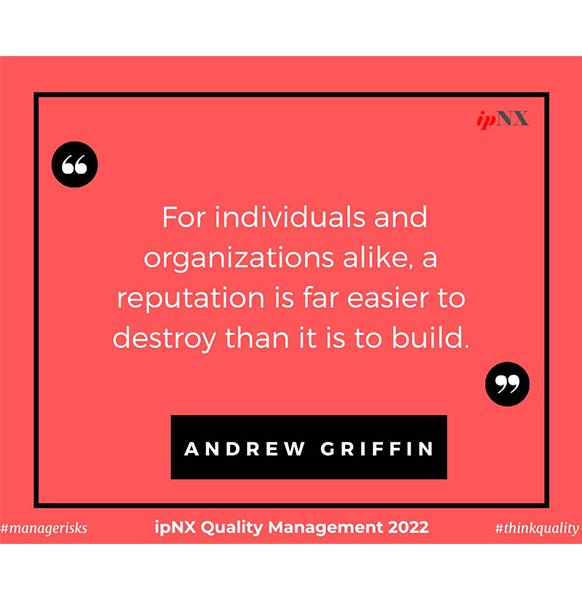 ipNX
“
For individuals and
organizations alike, a
reputation is far easier to
destroy than it is to build.
”
ANDREW GRIFFIN
#managerisks ipNX Quality Management 2022 #thinkquality